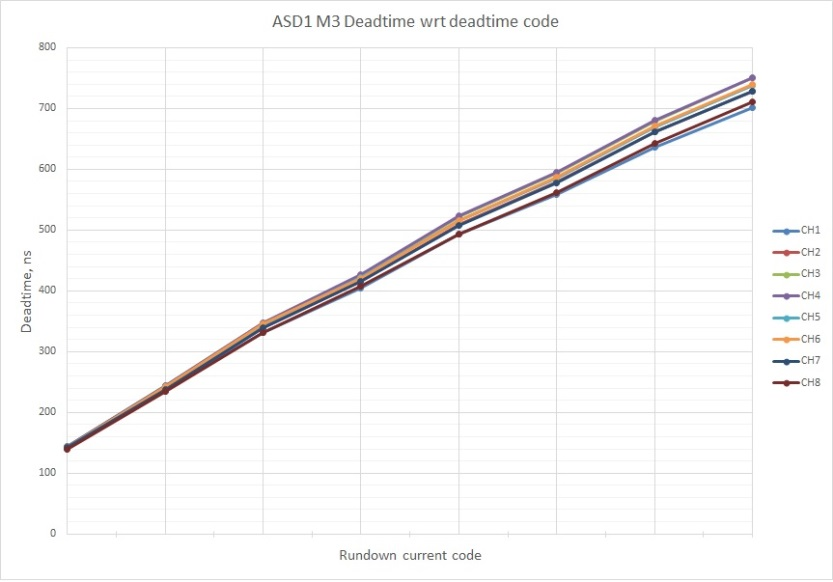 ASD1 M3 Deadtime wrt deadtime code
800
700
600
500
400
300
200
100
0
Deadtime, ns
Rundown current code
CH1
CH2
CH3
CH4
CH5
CH6
CH7
CH8